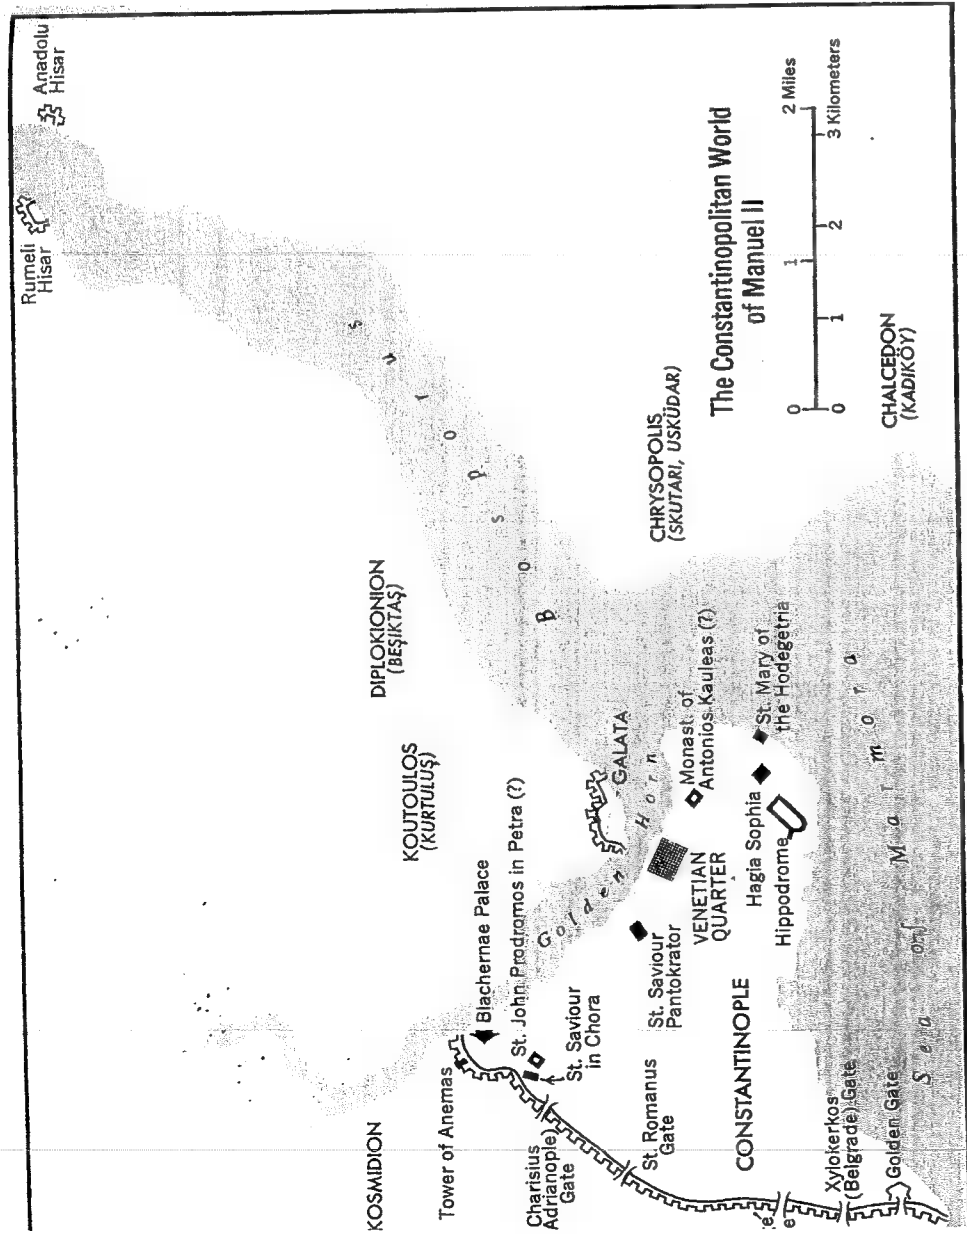 Rumeli
Hisar
Anadolu
Hisar
Bosporus
DIPLOKIONION
(BEŞIKTAŞ)
KOUTOULOS
(KURTULUŞ)
GALATA
Golden Horn
CHRYSOPOLIS
(SKUTARI, USKÜDAR)
The Constantinopolitan World
of Manuel II
0 1 2 Miles
0 1 2 3 Kilometers
CHALCEDON
(KADIKÖY)
KOSMIDION
Tower of Anemas
Blachernae Palace
St. John Prodromos in Petra (?)
St. Saviour
in Chora
Charisius
Adrianople)
Gate
St. Romanus
Gate
St. Saviour
Pantokrator
VENETIAN
QUARTER
Monast of
Antonios Kauleas (?)
St. Mary of
the Hodegetria
Hagia Sophia
Hippodrome
CONSTANTINOPLE
Xylokerkos
(Belgrade) Gate
Golden Gate
Sea of Marmora